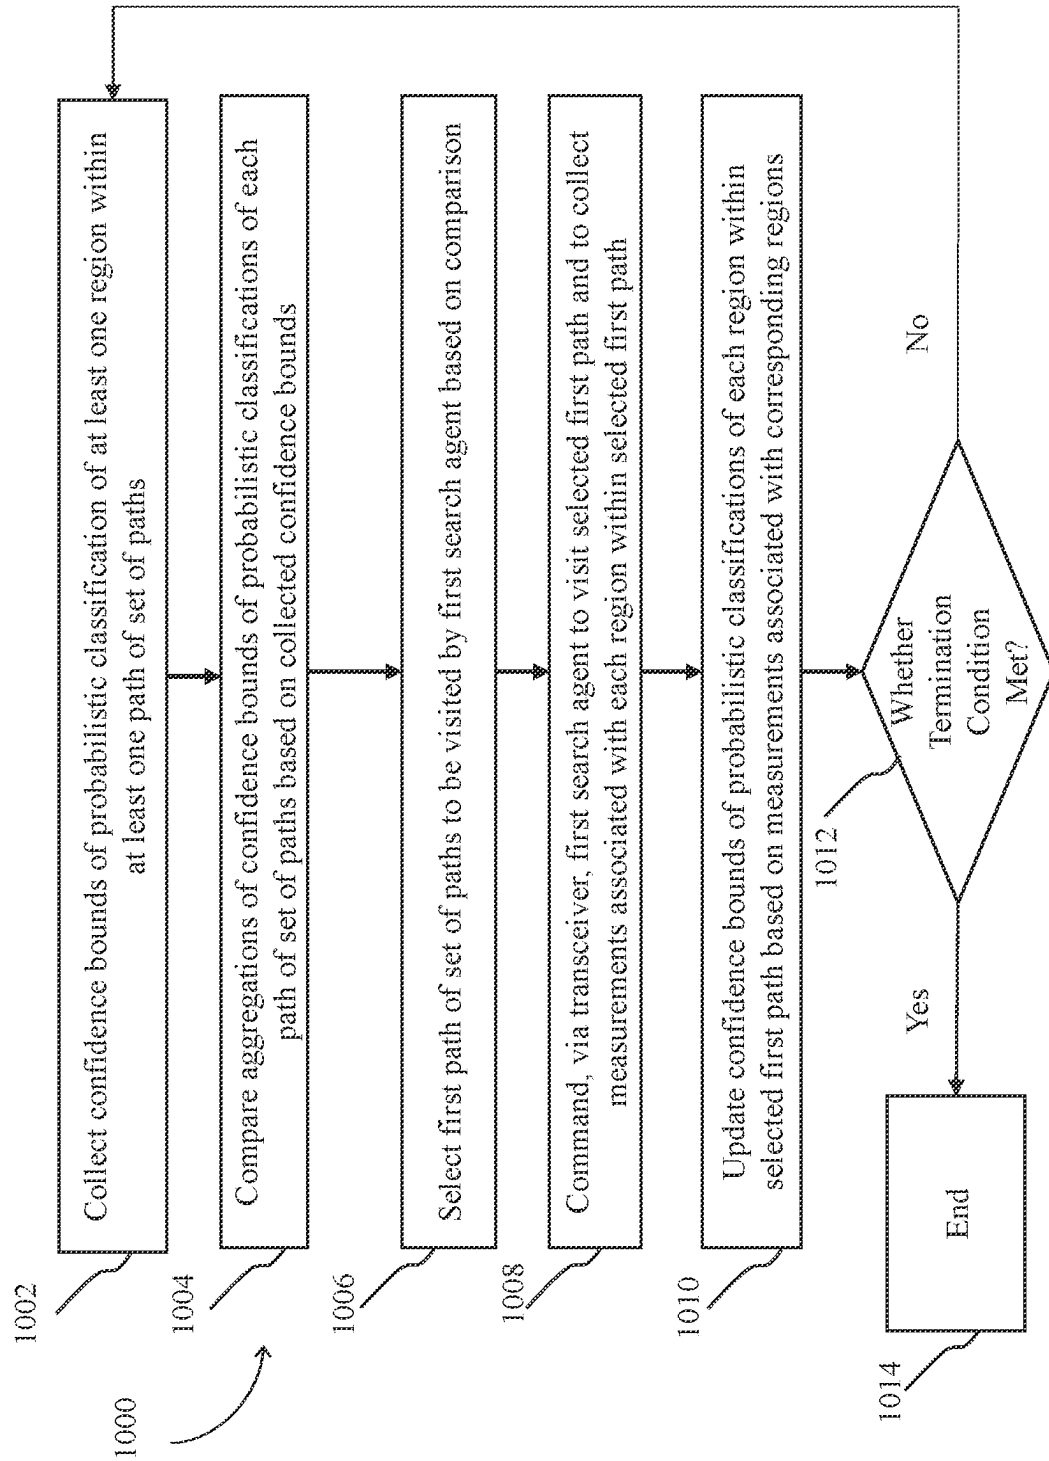 1000
1002
Collect confidence bounds of probabilistic classification of at least one region within
at least one path of set of paths
1004
Compare aggregations of confidence bounds of probabilistic classifications of each
path of set of paths based on collected confidence bounds
1006
Select first path of set of paths to be visited by first search agent based on comparison
1008
Command, via transceiver, first search agent to visit selected first path and to collect
measurements associated with each region within selected first path
1010
Update confidence bounds of probabilistic classifications of each region within
selected first path based on measurements associated with corresponding regions
1012
Whether
Termination
Condition
Met?
No
Yes
1014
End